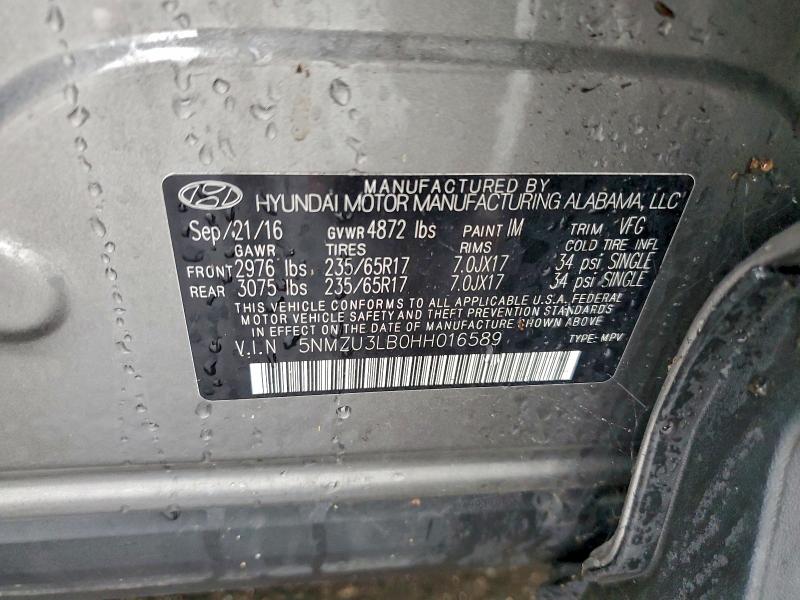 MANUFACTURED BY
HYUNDAI MOTOR MANUFACTURING ALABAMA, LLC
Sep/21/16 GVWR 4872 lbs PAINT IM TRIM VFG
GAWR TIRES RIMS COLD TIRE INFL
FRONT 2976 lbs 235/65R17 7.0JX17 34 psi SINGLE
REAR 3075 lbs 235/65R17 7.0JX17 34 psi SINGLE
THIS VEHICLE CONFORMS TO ALL APPLICABLE U.S.A. FEDERAL
MOTOR VEHICLE SAFETY AND THEFT PREVENTION STANDARDS
IN EFFECT ON THE DATE OF MANUFACTURE SHOWN ABOVE
V.I.N 5NMZU3LB0HH016589 TYPE: MPV